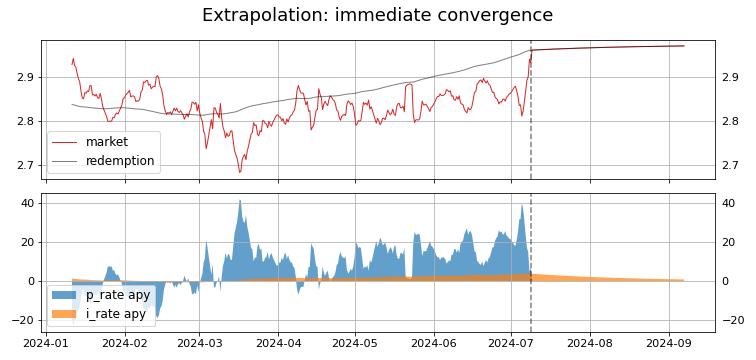 Extrapolation: immediate convergence
2.9
2.8
2.7
2.9
2.8
2.7
market
redemption
40
20
0
−20
40
20
0
−20
p_rate apy
i_rate apy
2024-01 2024-02 2024-03 2024-04 2024-05 2024-06 2024-07 2024-08 2024-09